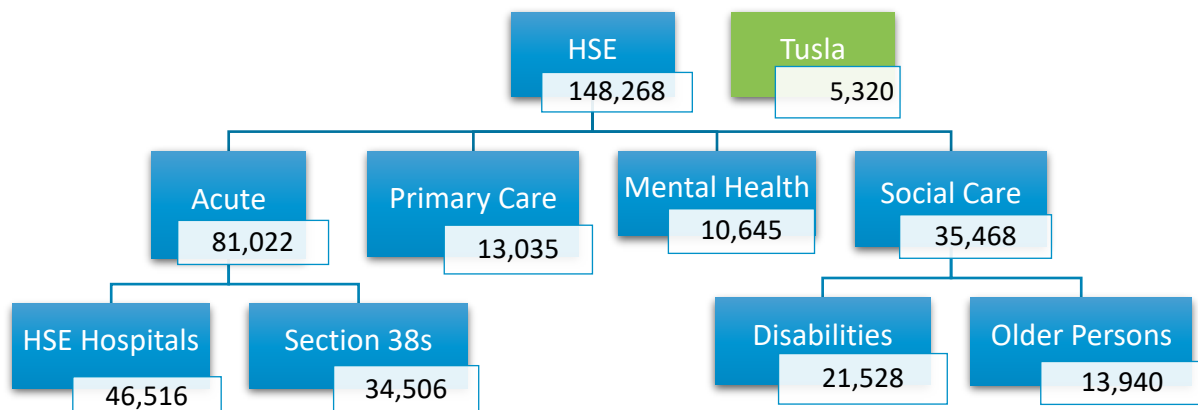 HSE
148,268
Tusla
5,320
Acute
81,022
Primary Care
13,035
Mental Health
10,645
Social Care
35,468
HSE Hospitals
46,516
Section 38s
34,506
Disabilities
21,528
Older Persons
13,940